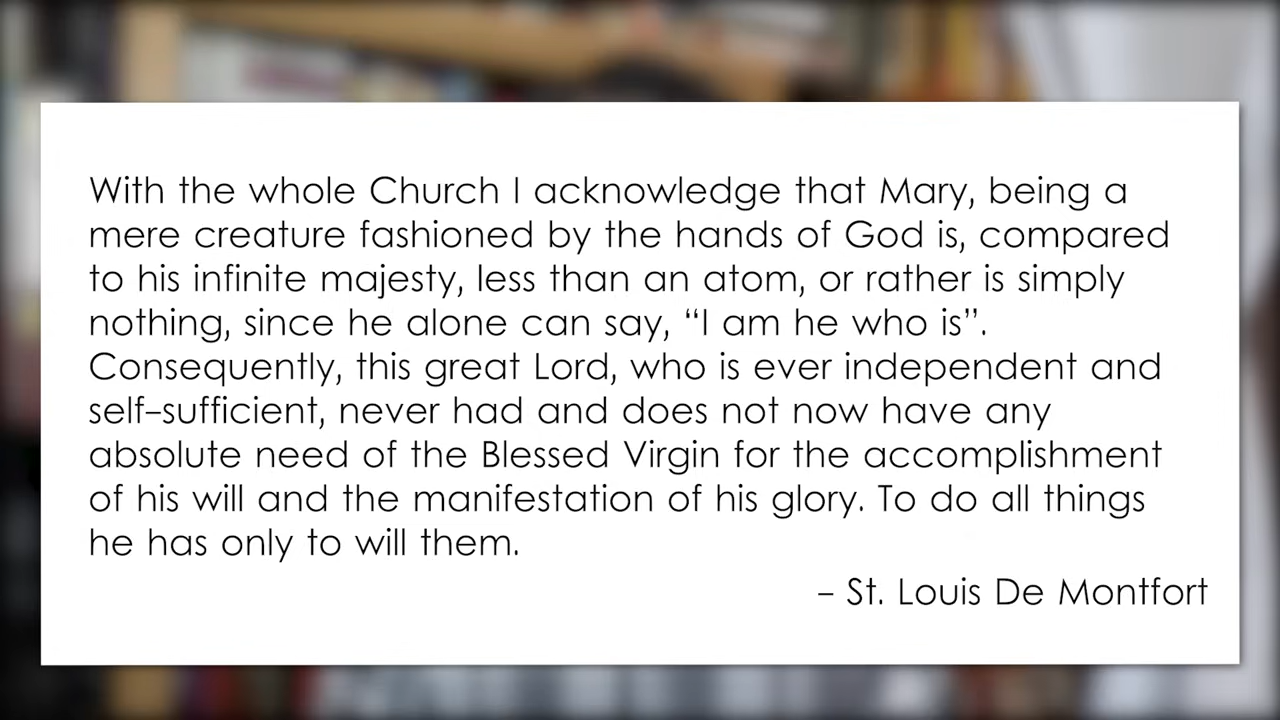 With the whole Church I acknowledge that Mary, being a
mere creature fashioned by the hands of God is, compared
to his infinite majesty, less than an atom, or rather is simply
nothing, since he alone can say, “I am he who is”.
Consequently, this great Lord, who is ever independent and
self–sufficient, never had and does not now have any
absolute need of the Blessed Virgin for the accomplishment
of his will and the manifestation of his glory. To do all things
he has only to will them.
– St. Louis De Montfort